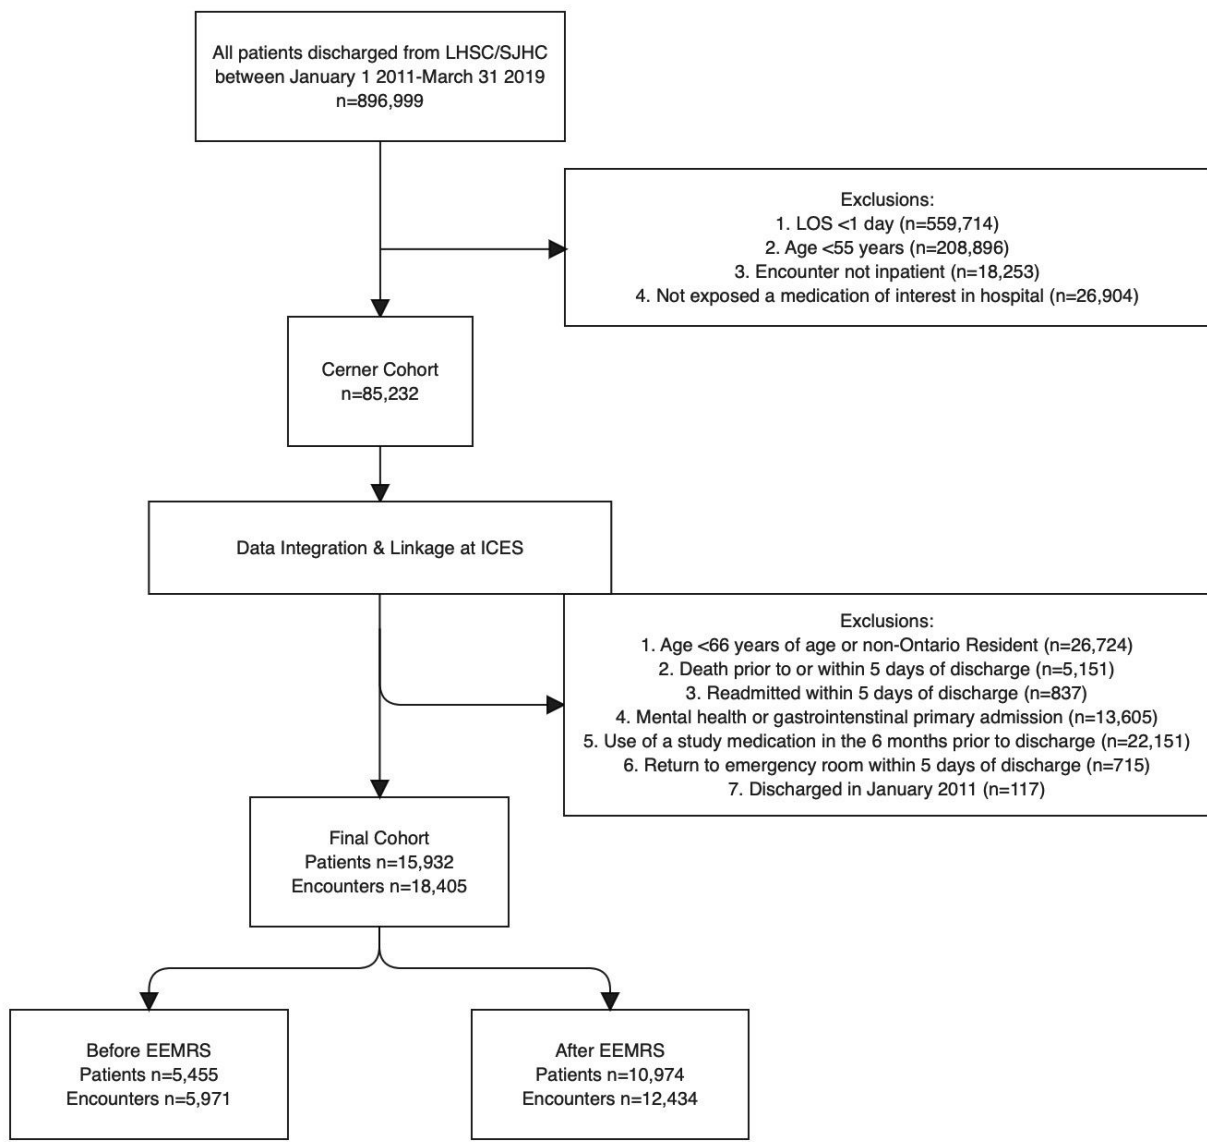 All patients discharged from LHSC/SJHC
between January 1 2011-March 31 2019
n=896,999
Exclusions:
1. LOS <1 day (n=559,714)
2. Age <55 years (n=208,896)
3. Encounter not inpatient (n=18,253)
4. Not exposed a medication of interest in hospital (n=26,904)
Cerner Cohort
n=85,232
Data Integration & Linkage at ICES
Exclusions:
1. Age <66 years of age or non-Ontario Resident (n=26,724)
2. Death prior to or within 5 days of discharge (n=5,151)
3. Readmitted within 5 days of discharge (n=837)
4. Mental health or gastrointenstinal primary admission (n=13,605)
5. Use of a study medication in the 6 months prior to discharge (n=22,151)
6. Return to emergency room within 5 days of discharge (n=715)
7. Discharged in January 2011 (n=117)
Final Cohort
Patients n=15,932
Encounters n=18,405
Before EEMRS
Patients n=5,455
Encounters n=5,971
After EEMRS
Patients n=10,974
Encounters n=12,434